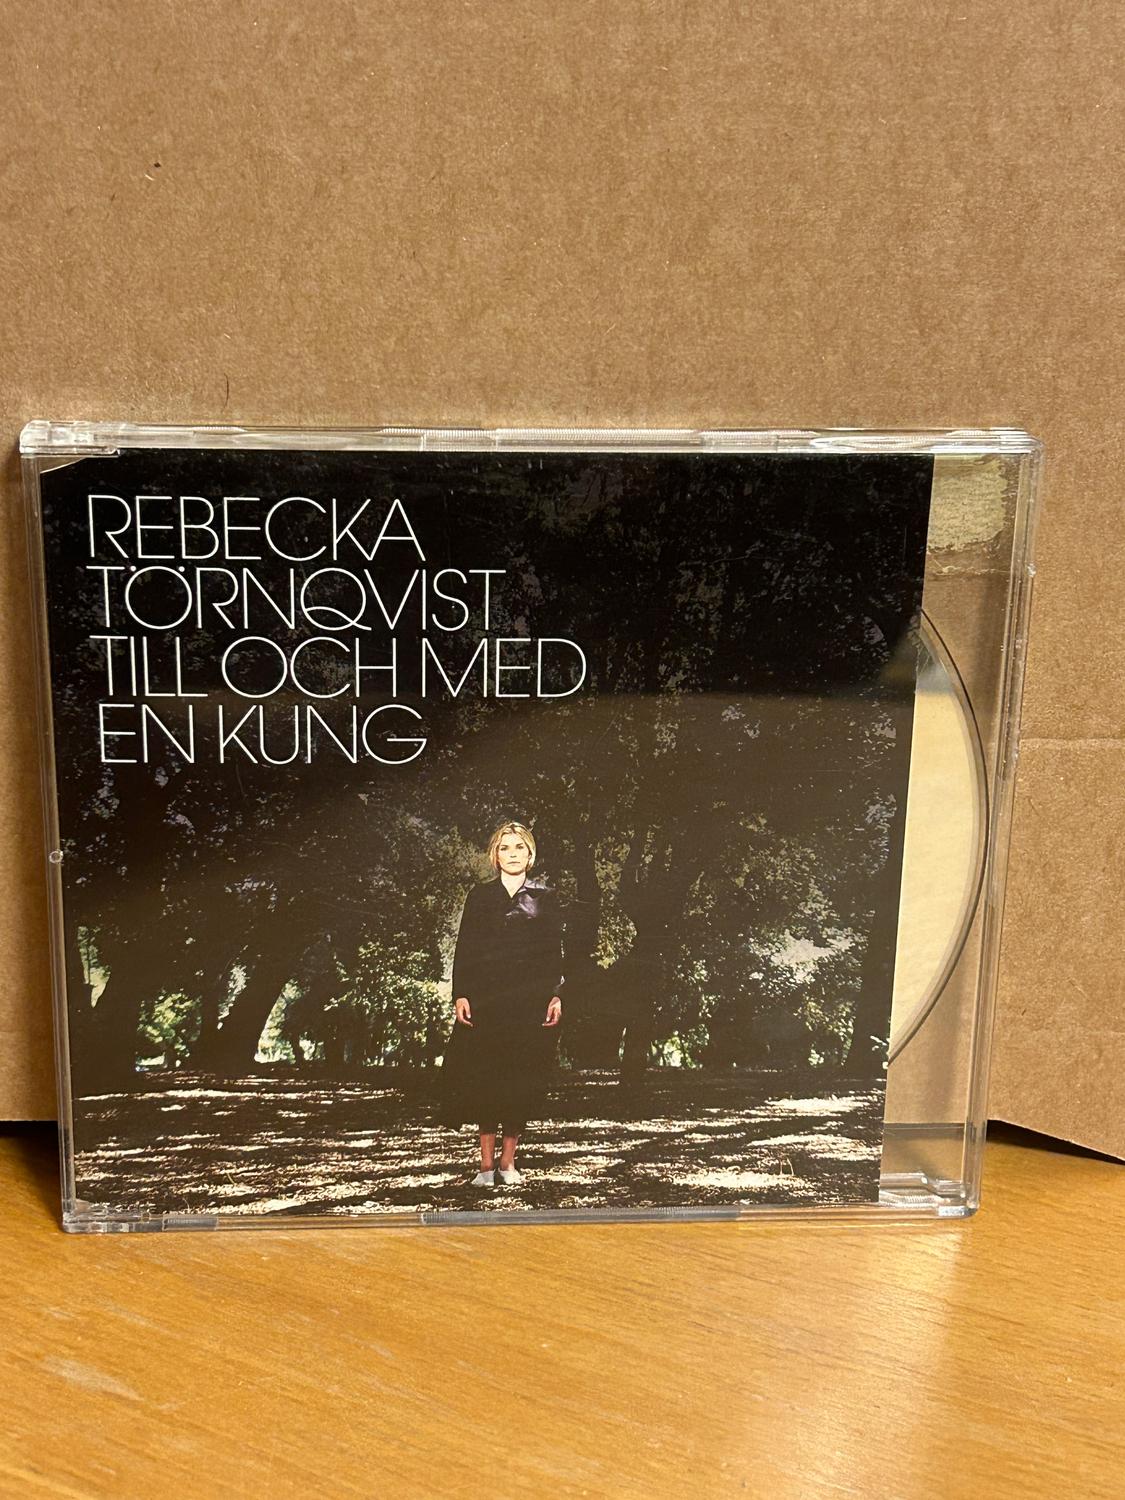 REBECKA
TÖRNQVIST
TILL OCH MED
EN KUNG